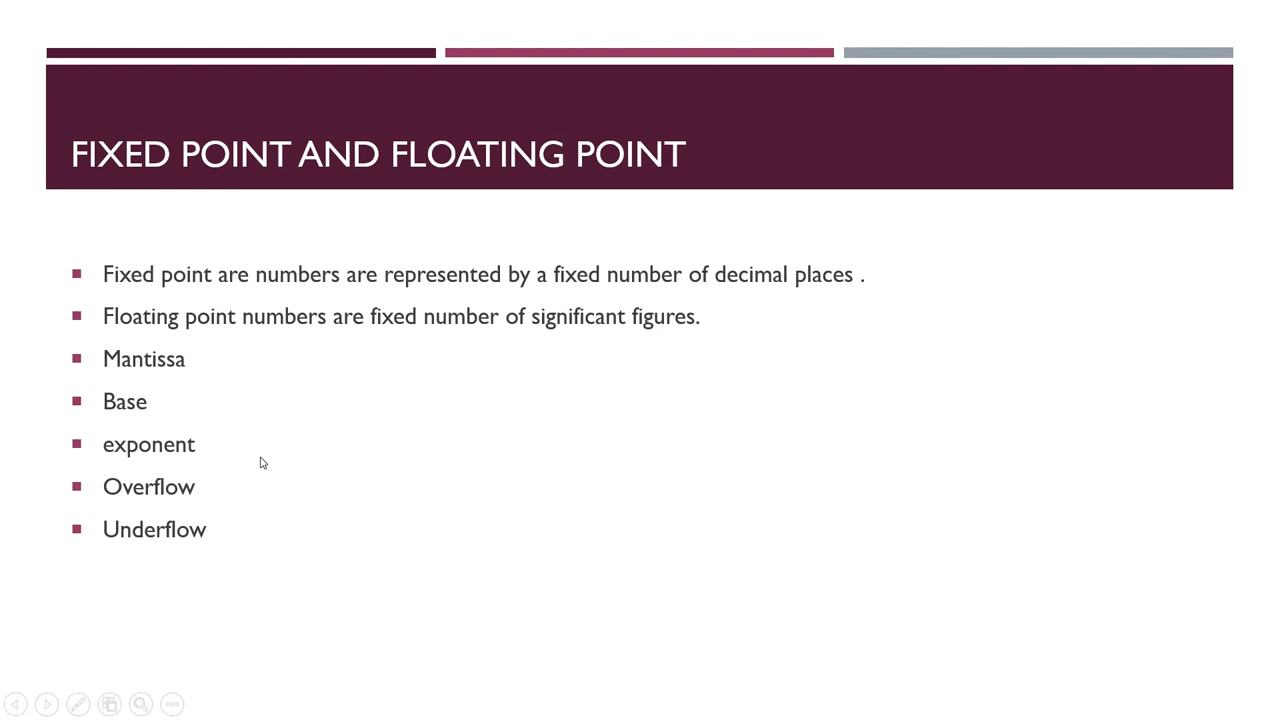 FIXED POINT AND FLOATING POINT
Fixed point are numbers are represented by a fixed number of decimal places .
Floating point numbers are fixed number of significant figures.
Mantissa
Base
exponent
Overflow
Underflow